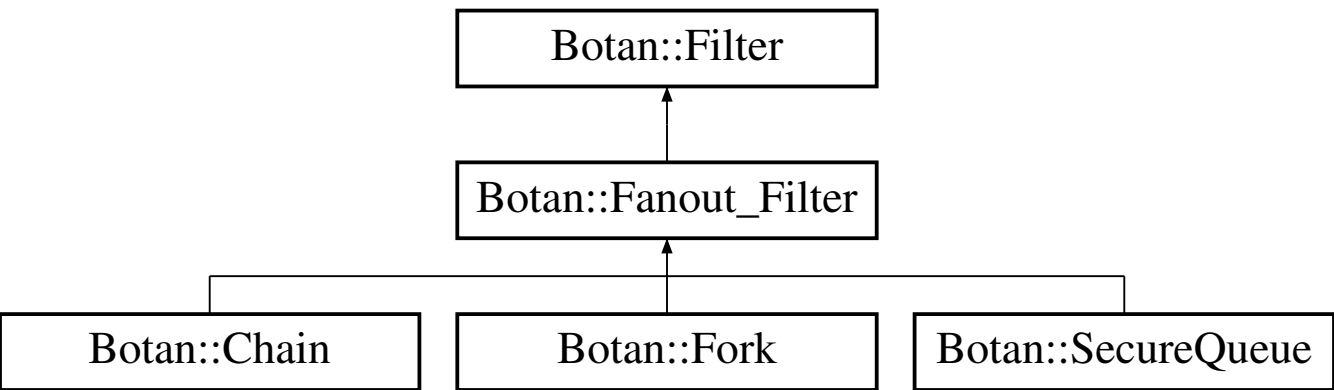 Botan::Filter
Botan::Fanout_Filter
Botan::Chain
Botan::Fork
Botan::SecureQueue